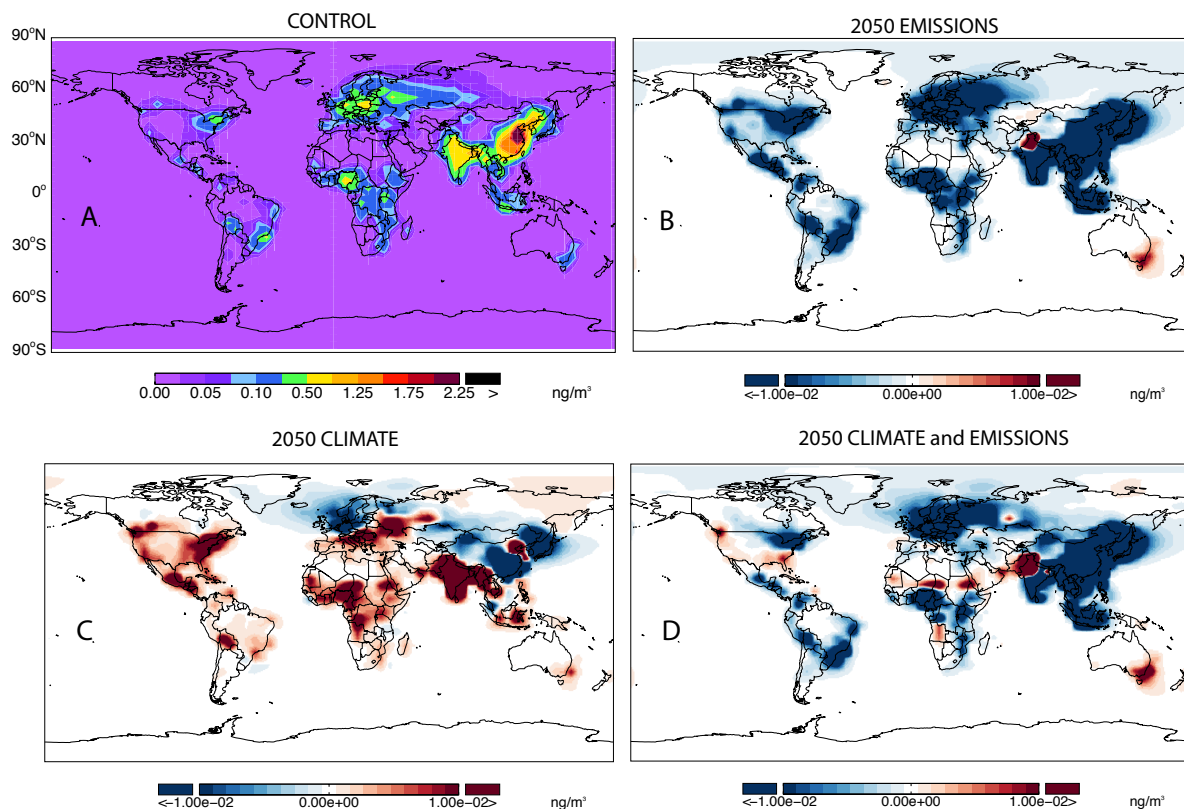 CONTROL
2050 EMISSIONS
90°N
60°N
30°N
0°
30°S
60°S
90°S
A
B
0.00 0.05 0.10 0.50 1.25 1.75 2.25 > ng/m³
<-1.00e-02 0.00e+00 1.00e-02> ng/m³
2050 CLIMATE
2050 CLIMATE and EMISSIONS
C
D
<-1.00e-02 0.00e+00 1.00e-02> ng/m³
<-1.00e-02 0.00e+00 1.00e-02> ng/m³